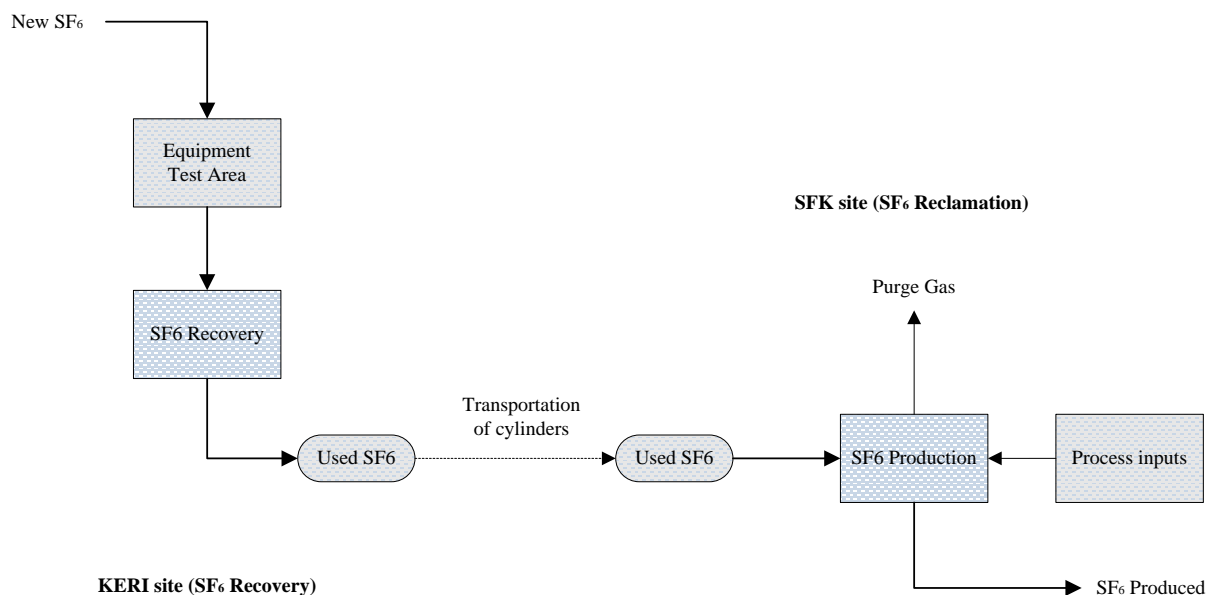 New SF₆
Equipment
Test Area
SFK site (SF₆ Reclamation)
Purge Gas
SF6 Recovery
Transportation
of cylinders
Used SF6
Used SF6
SF6 Production
Process inputs
KERI site (SF₆ Recovery)
SF₆ Produced